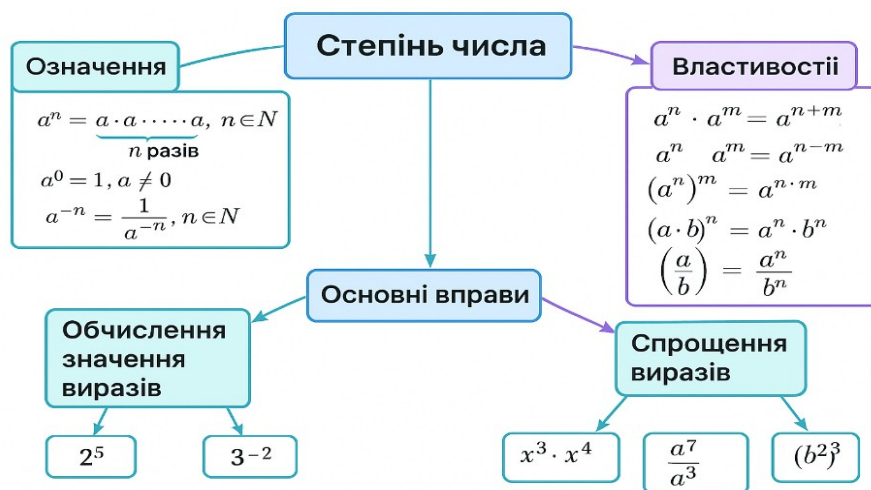 Степінь числа
Означення
aⁿ = a · a · · · · · a, n ∈ N
n разів
a⁰ = 1, a ≠ 0
a⁻ⁿ = 1/a⁻ⁿ, n ∈ N
Властивостіі
aⁿ · aᵐ = aⁿ⁺ᵐ
aⁿ aᵐ = aⁿ⁻ᵐ
(aⁿ)ᵐ = aⁿ·ᵐ
(a · b)ⁿ = aⁿ · bⁿ
(a/b) = aⁿ/bⁿ
Основні вправи
Обчислення
значення
виразів
2⁵
3⁻²
Спрощення
виразів
x³ · x⁴
a⁷/a³
(b²)³